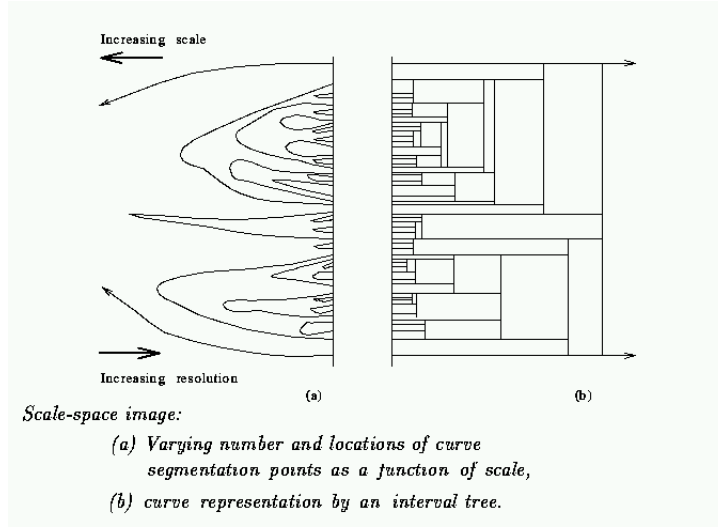 Increasing scale
Increasing resolution
(a)
(b)
Scale-space image:
(a) Varying number and locations of curve
segmentation points as a function of scale,
(b) curve representation by an interval tree.